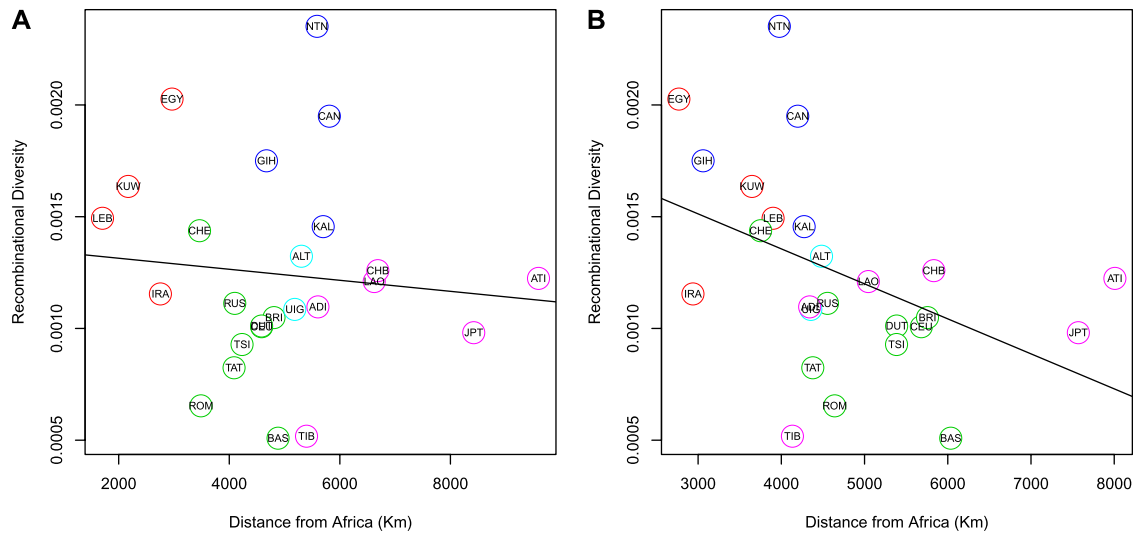 A
Recombinational Diversity
0.0020
0.0015
0.0010
0.0005
NTN
EGY
CAN
GIH
KUW
LEB
KAL
CHE
ALT
CHB
LAO
ATI
IRA
RUS
UIG
ADI
BRI
DUT
CEU
JPT
TSI
TAT
ROM
BAS
TIB
2000 4000 6000 8000
Distance from Africa (Km)
B
Recombinational Diversity
0.0020
0.0015
0.0010
0.0005
NTN
EGY
CAN
GIH
KUW
LEB
CHE
KAL
ALT
CHB
LAO
ATI
IRA
ADI
RUS
UIG
BRI
DUT
CEU
JPT
TSI
TAT
ROM
TIB
BAS
3000 4000 5000 6000 7000 8000
Distance from Africa (Km)